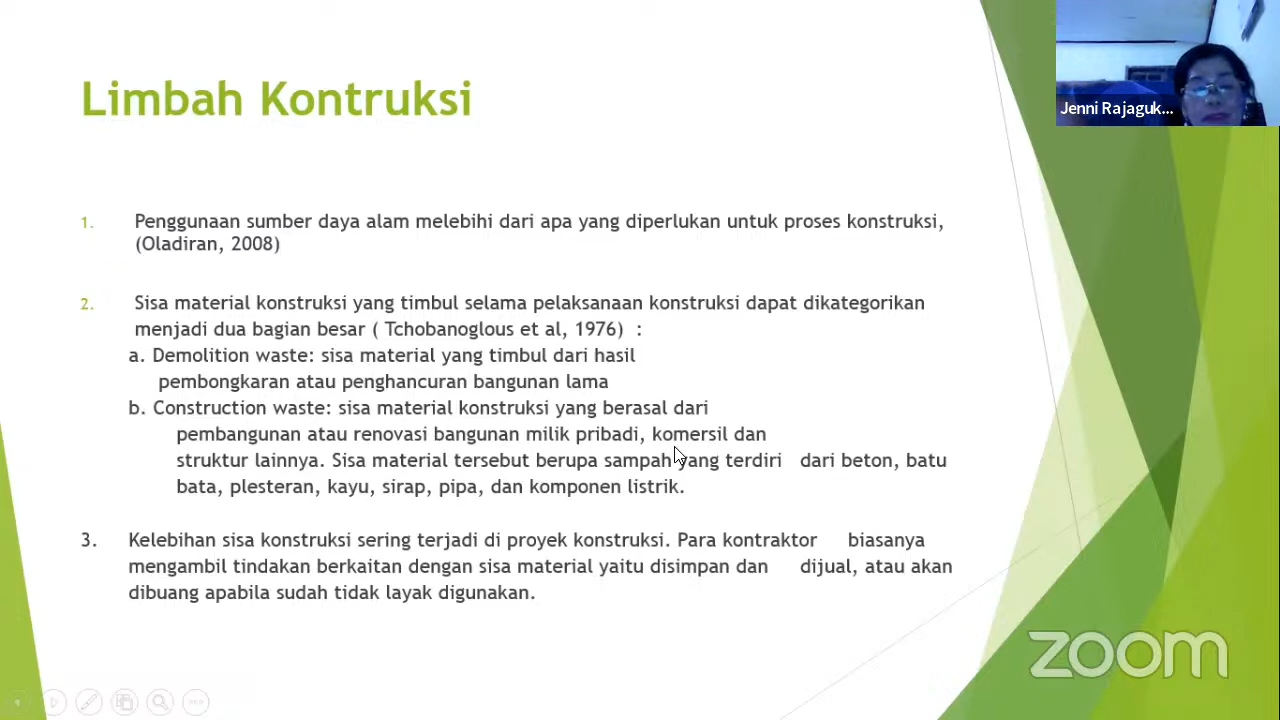 Limbah Kontruksi
Jenni Rajaguk...
1. Penggunaan sumber daya alam melebihi dari apa yang diperlukan untuk proses konstruksi,
(Oladiran, 2008)
2. Sisa material konstruksi yang timbul selama pelaksanaan konstruksi dapat dikategorikan
menjadi dua bagian besar ( Tchobanoglous et al, 1976) :
a. Demolition waste: sisa material yang timbul dari hasil
pembongkaran atau penghancuran bangunan lama
b. Construction waste: sisa material konstruksi yang berasal dari
pembangunan atau renovasi bangunan milik pribadi, komersil dan
struktur lainnya. Sisa material tersebut berupa sampah yang terdiri dari beton, batu
bata, plesteran, kayu, sirap, pipa, dan komponen listrik.
3. Kelebihan sisa konstruksi sering terjadi di proyek konstruksi. Para kontraktor biasanya
mengambil tindakan berkaitan dengan sisa material yaitu disimpan dan dijual, atau akan
dibuang apabila sudah tidak layak digunakan.
zoom